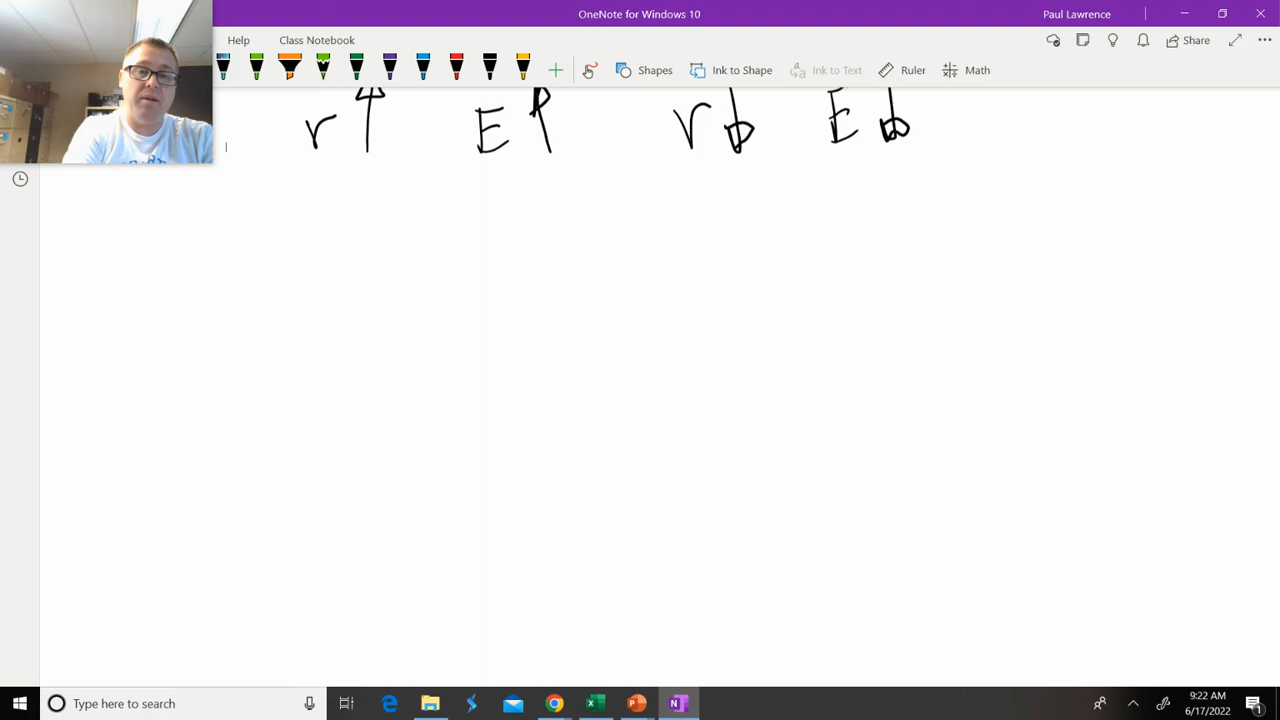 OneNote for Windows 10
Paul Lawrence
Help
Class Notebook
Share
Shapes
Ink to Shape
Ink to Text
Ruler
Math
r ↑ E ↑ r ↓ E ↓
Type here to search
9:22 AM
6/17/2022
1